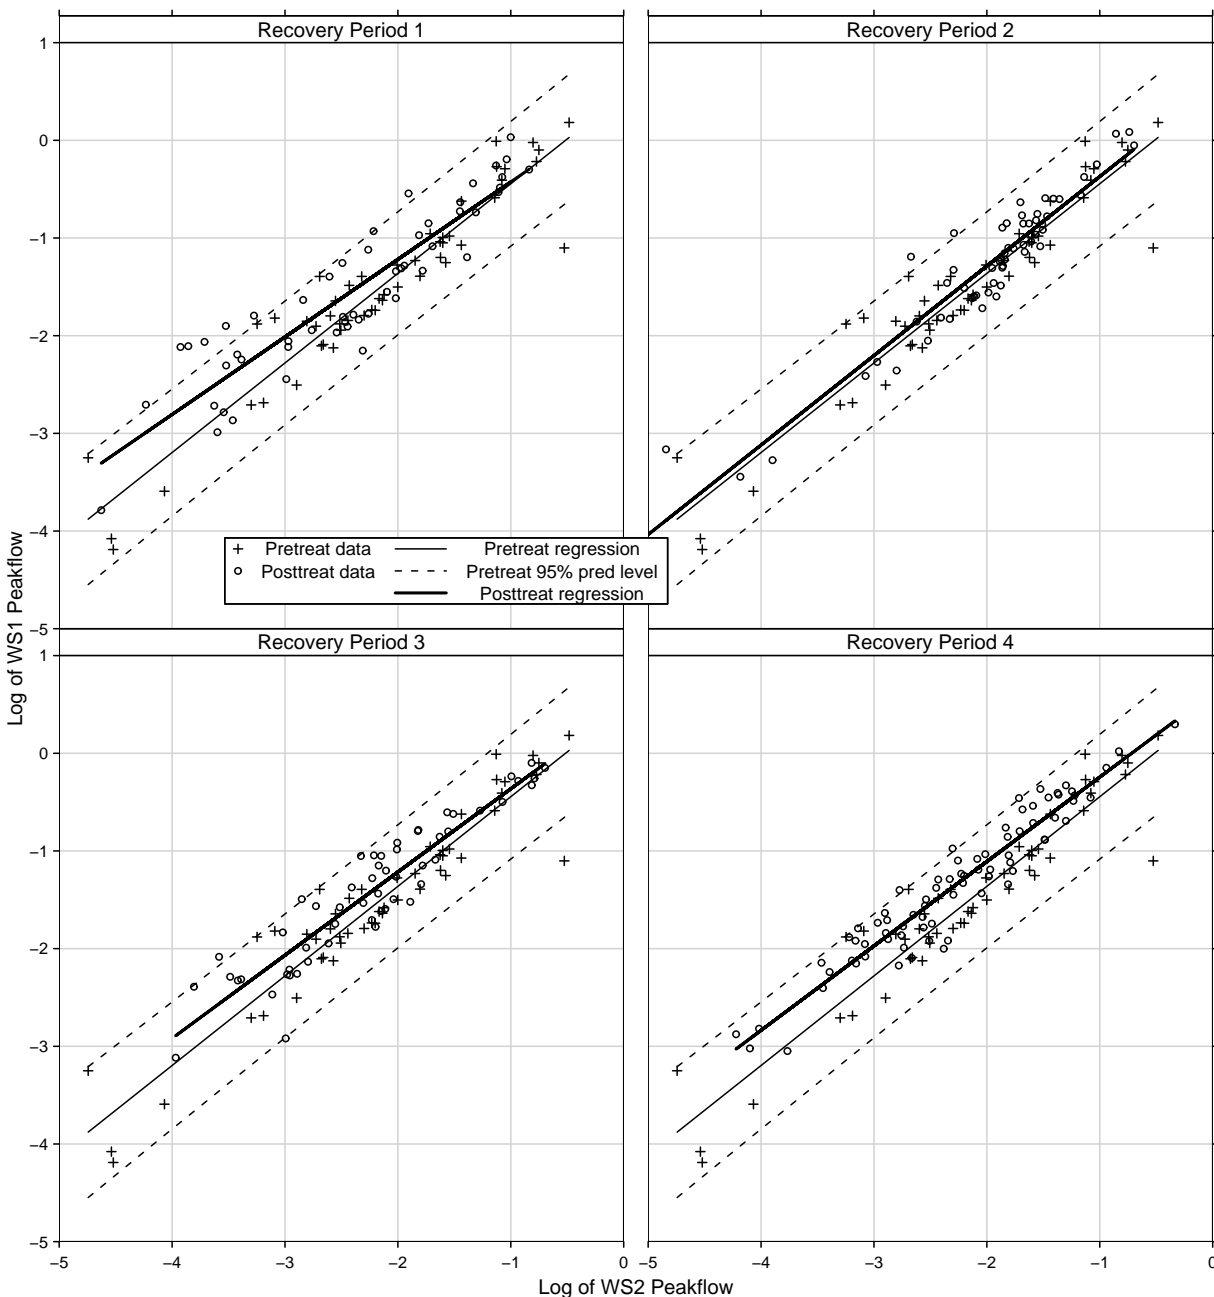 Recovery Period 1
Recovery Period 2
1
0
−1
−2
−3
−4
−5
Pretreat data
Pretreat regression
Posttreat data
Pretreat 95% pred level
Posttreat regression
Log of WS1 Peakflow
Recovery Period 3
Recovery Period 4
1
0
−1
−2
−3
−4
−5
−5 −4 −3 −2 −1 0
−5 −4 −3 −2 −1 0
Log of WS2 Peakflow